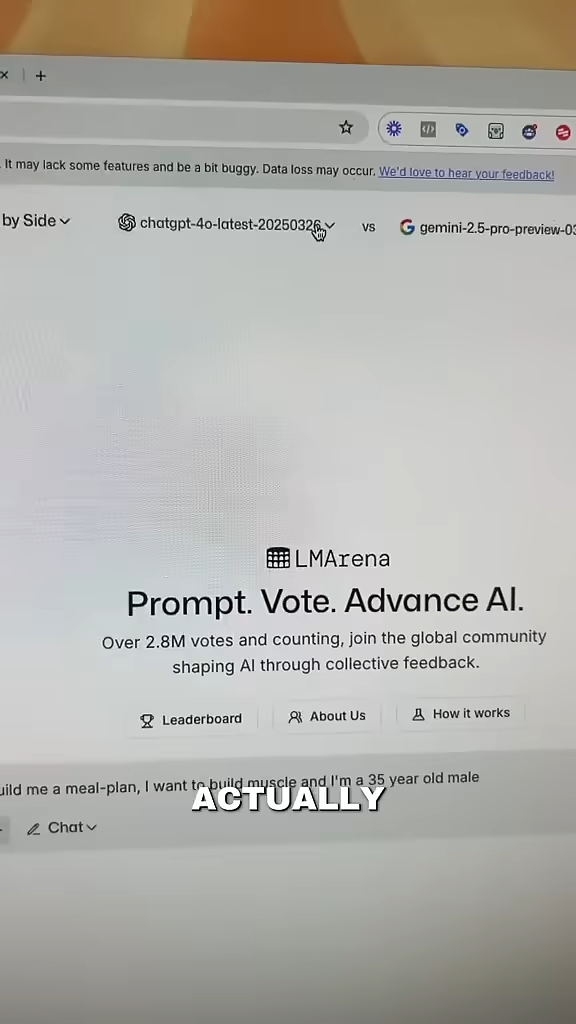 It may lack some features and be a bit buggy. Data loss may occur. We'd love to hear your feedback!
by Side
chatgpt-4o-latest-20250326
vs
gemini-2.5-pro-preview-03
LMArena
Prompt. Vote. Advance AI.
Over 2.8M votes and counting, join the global community
shaping AI through collective feedback.
Leaderboard
About Us
How it works
uild me a meal-plan, I want to build muscle and I'm a 35 year old male
ACTUALLY
Chat